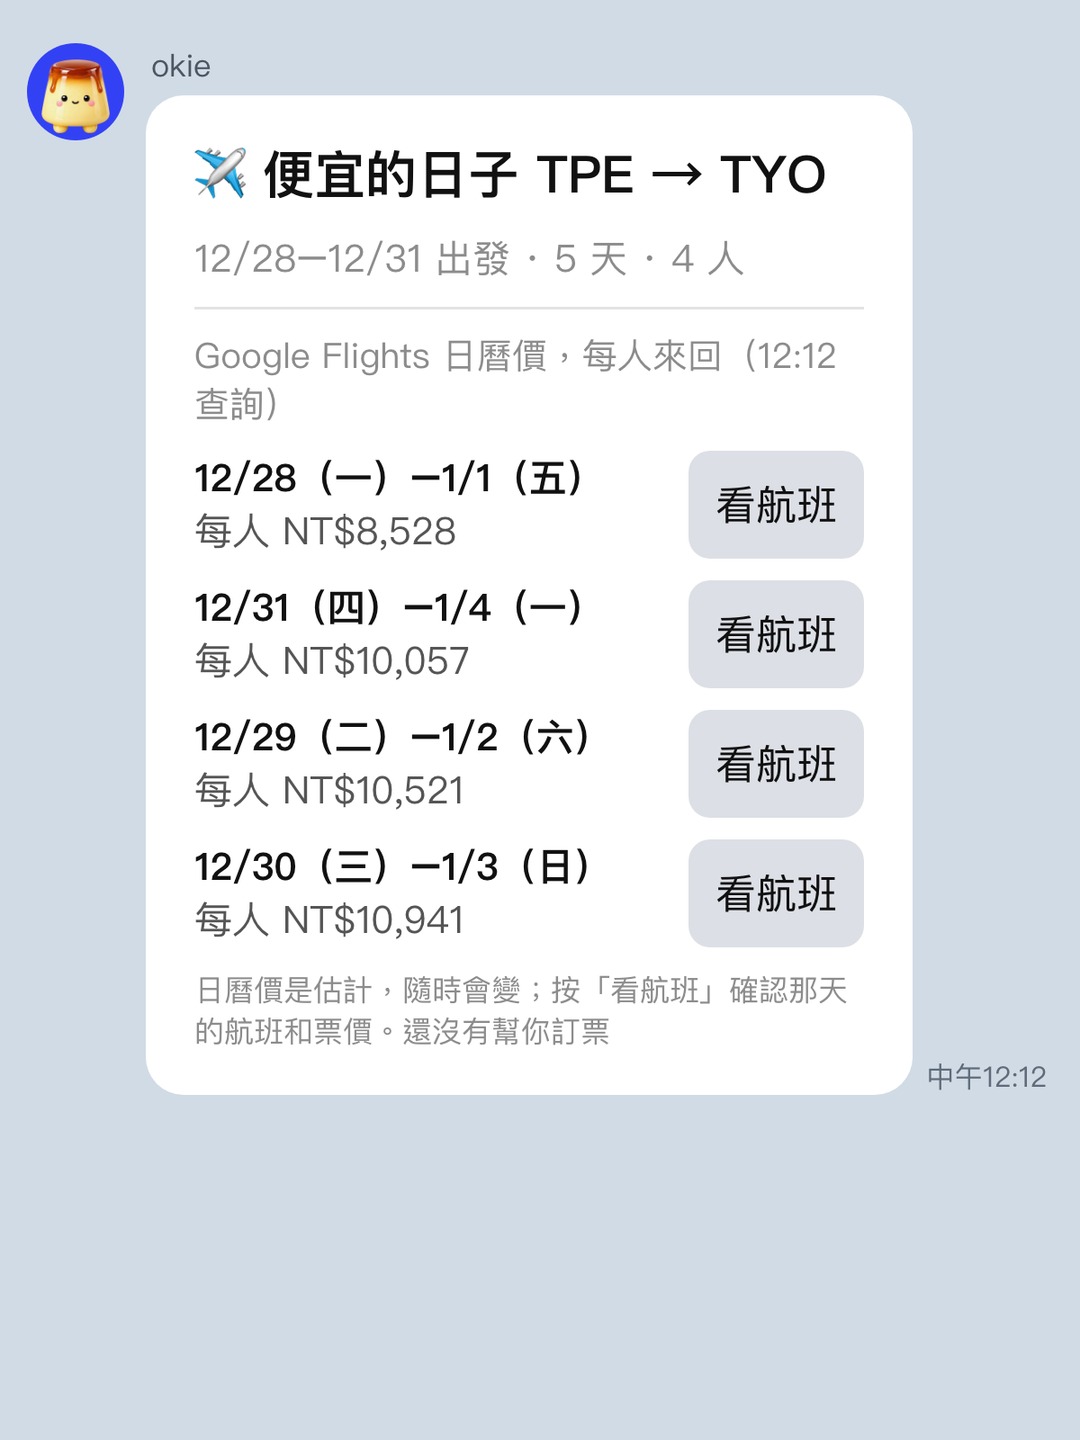 okie
便宜的日子 TPE → TYO
12/28–12/31 出發 · 5 天 · 4 人
Google Flights 日曆價，每人來回（12:12
查詢）
12/28（一）–1/1（五）
每人 NT$8,528
看航班
12/31（四）–1/4（一）
每人 NT$10,057
看航班
12/29（二）–1/2（六）
每人 NT$10,521
看航班
12/30（三）–1/3（日）
每人 NT$10,941
看航班
日曆價是估計，隨時會變；按「看航班」確認那天
的航班和票價。還沒有幫你訂票
中午12:12